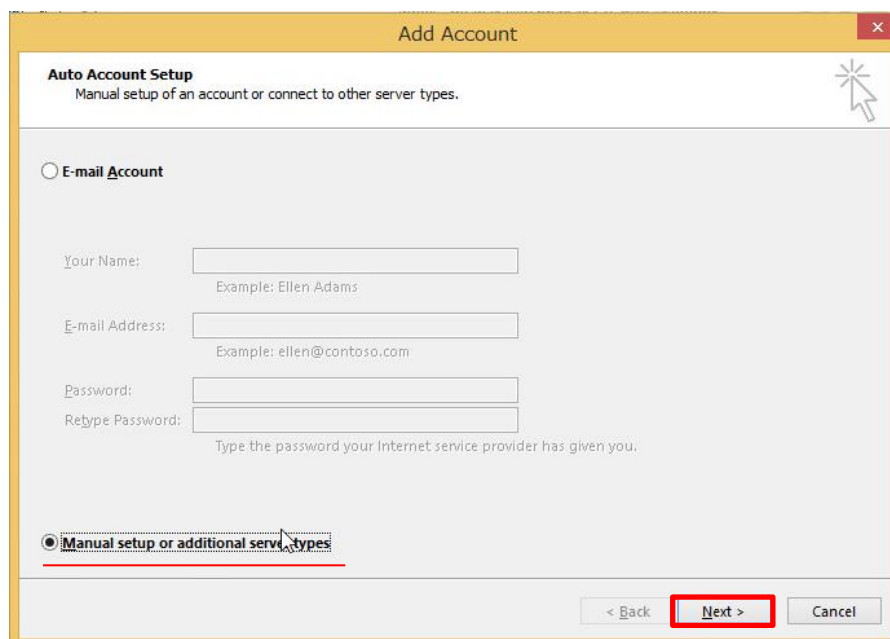 Add Account
Auto Account Setup
Manual setup of an account or connect to other server types.
E-mail Account
Your Name:
Example: Ellen Adams
E-mail Address:
Example: ellen@contoso.com
Password:
Retype Password:
Type the password your Internet service provider has given you.
Manual setup or additional server types
< Back Next > Cancel